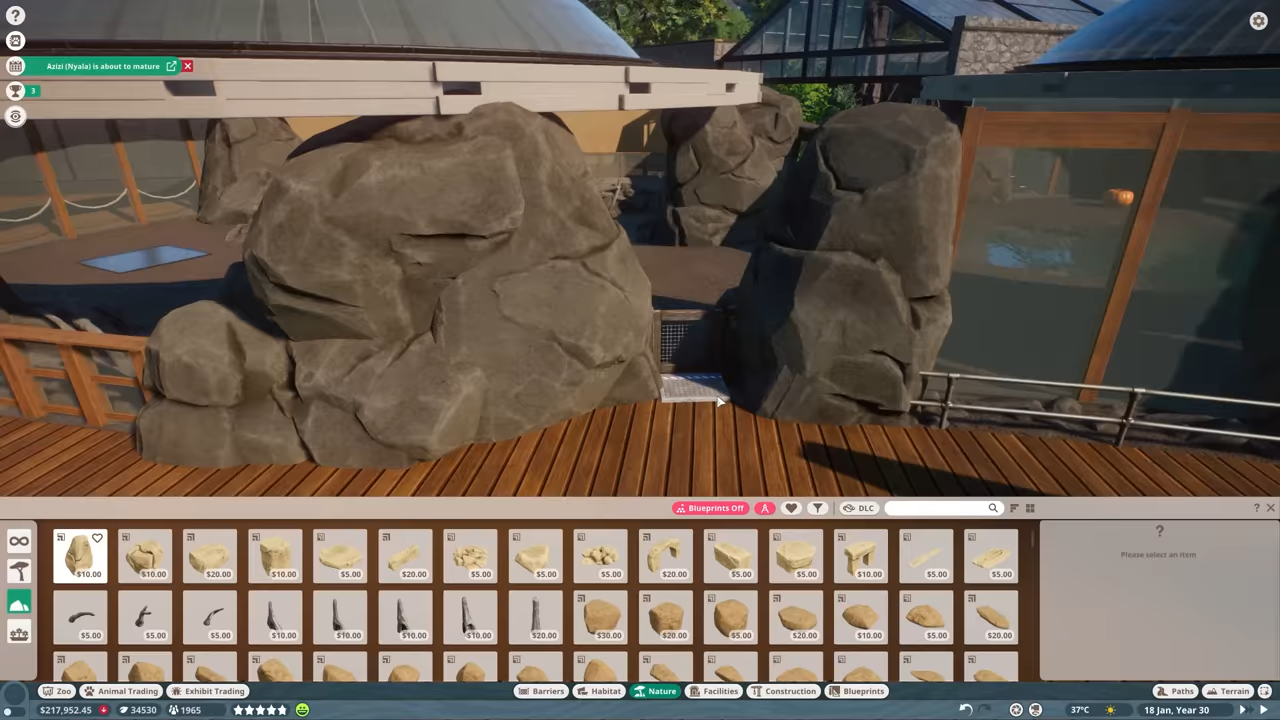 ?
Azizi (Nyala) is about to mature
3
Blueprints Off
DLC
?
$10.00 $10.00 $20.00 $10.00 $5.00 $20.00 $5.00 $5.00 $5.00 $20.00 $5.00 $5.00 $10.00 $5.00 $5.00
?
Please select an item
$5.00 $5.00 $5.00 $10.00 $10.00 $10.00 $10.00 $20.00 $30.00 $20.00 $5.00 $20.00 $10.00 $5.00 $20.00
Zoo Animal Trading Exhibit Trading Barriers Habitat Nature Facilities Construction Blueprints Paths Terrain
$217,952.45 34530 1965 37°C 18 Jan, Year 30